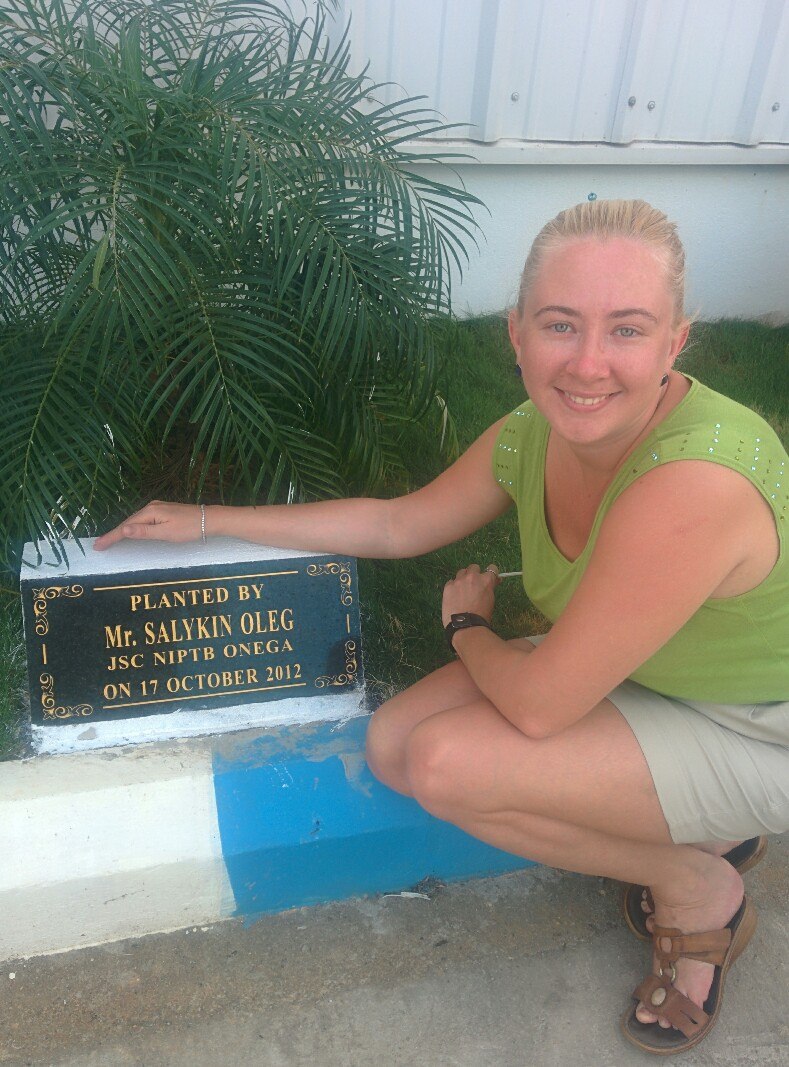 PLANTED BY
Mr. SALYKIN OLEG
JSC NIPTB ONEGA
ON 17 OCTOBER 2012